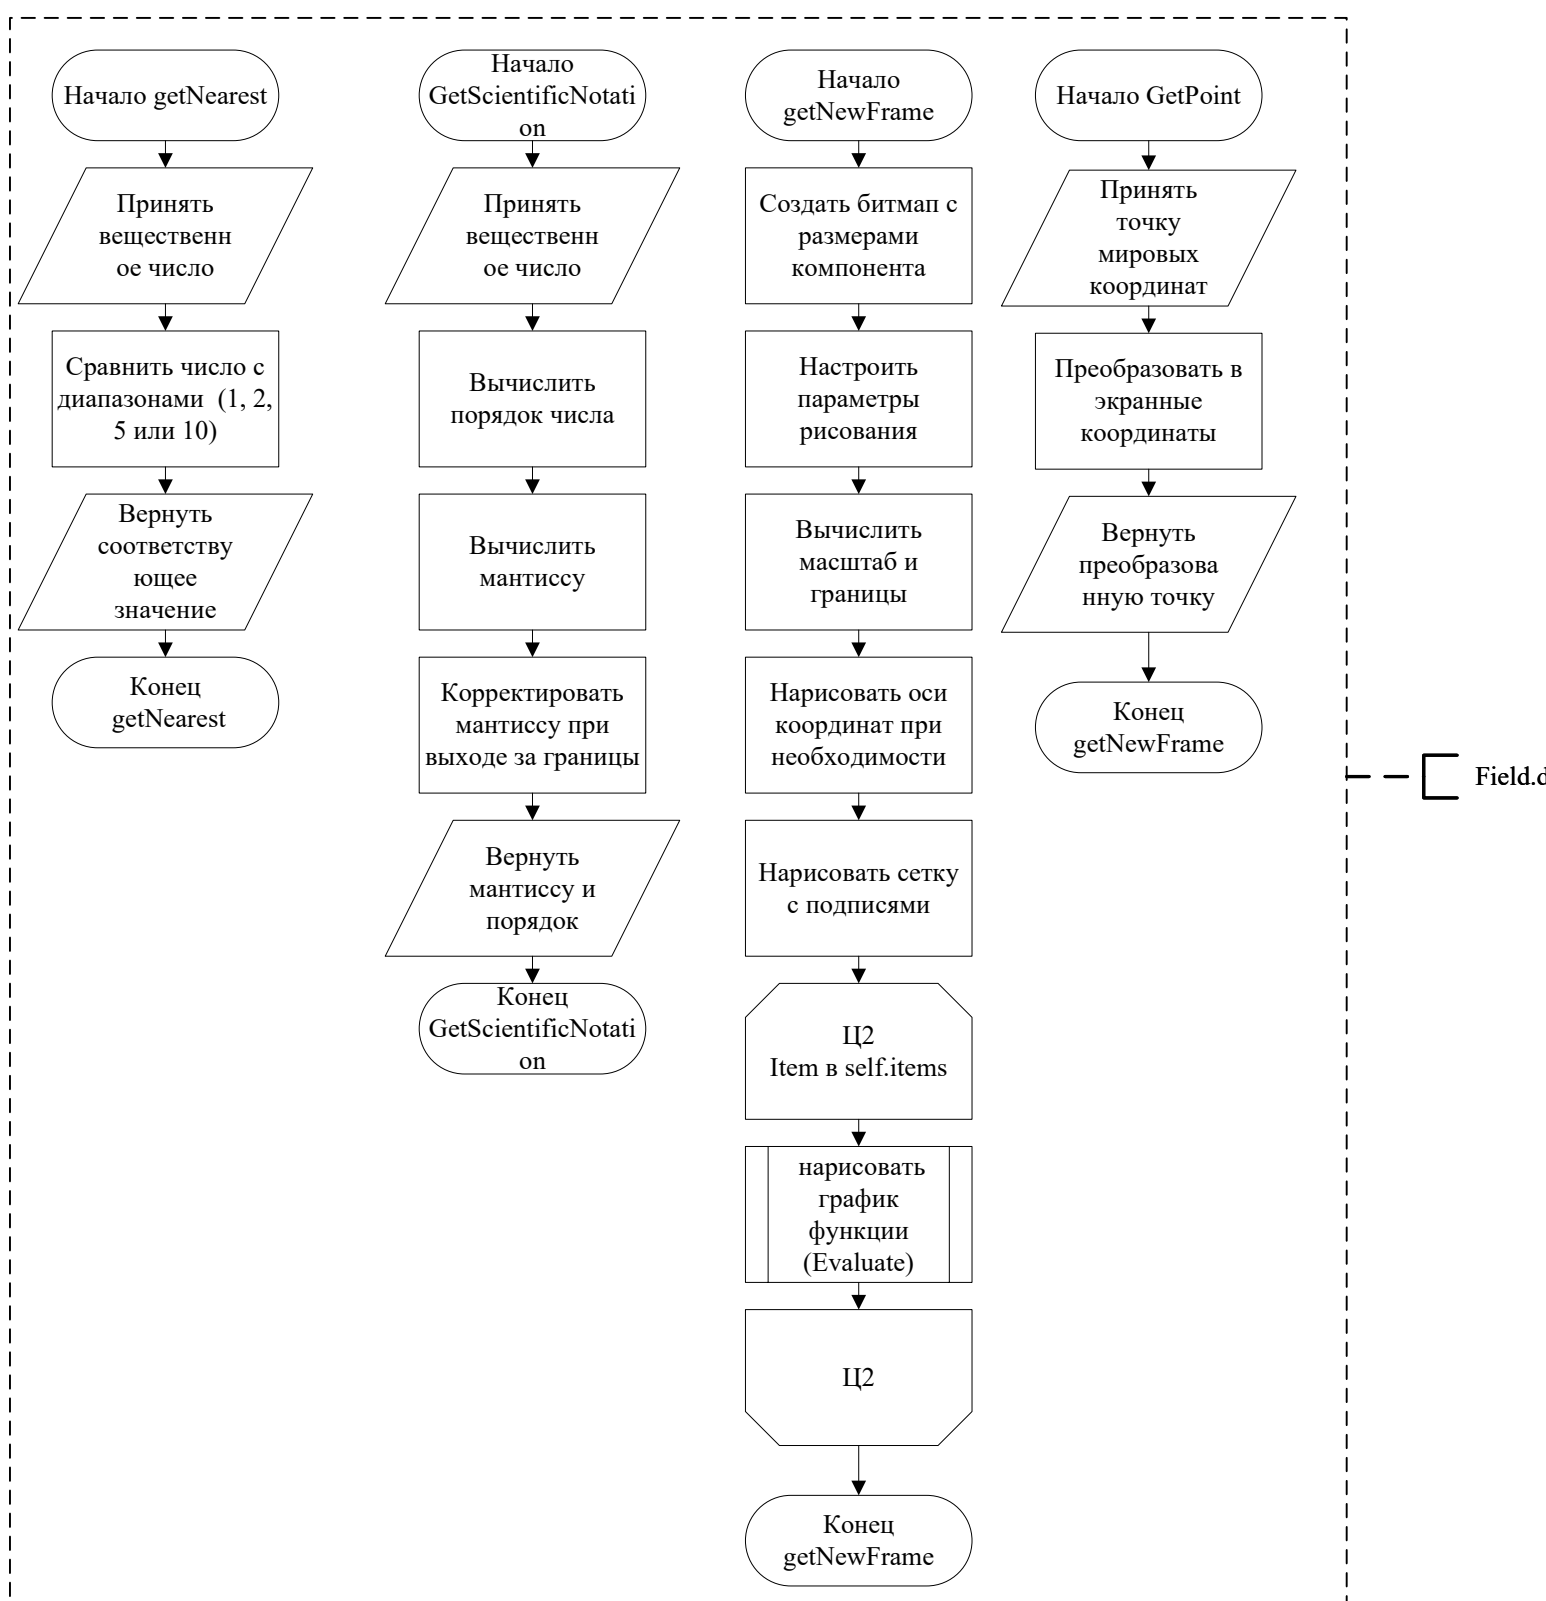 Начало getNearest
Принять
вещественн
ое число
Сравнить число с
диапазонами (1, 2,
5 или 10)
Вернуть
соответству
ющее
значение
Конец
getNearest
Начало
GetScientificNotati
on
Принять
вещественн
ое число
Вычислить
порядок числа
Вычислить
мантиссу
Корректировать
мантиссу при
выходе за границы
Вернуть
мантиссу и
порядок
Конец
GetScientificNotati
on
Начало
getNewFrame
Создать битмап с
размерами
компонента
Настроить
параметры
рисования
Вычислить
масштаб и
границы
Нарисовать оси
координат при
необходимости
Нарисовать сетку
с подписями
Ц2
Item в self.items
нарисовать
график
функции
(Evaluate)
Ц2
Конец
getNewFrame
Начало GetPoint
Принять
точку
мировых
координат
Преобразовать в
экранные
координаты
Вернуть
преобразова
нную точку
Конец
getNewFrame
Field.d